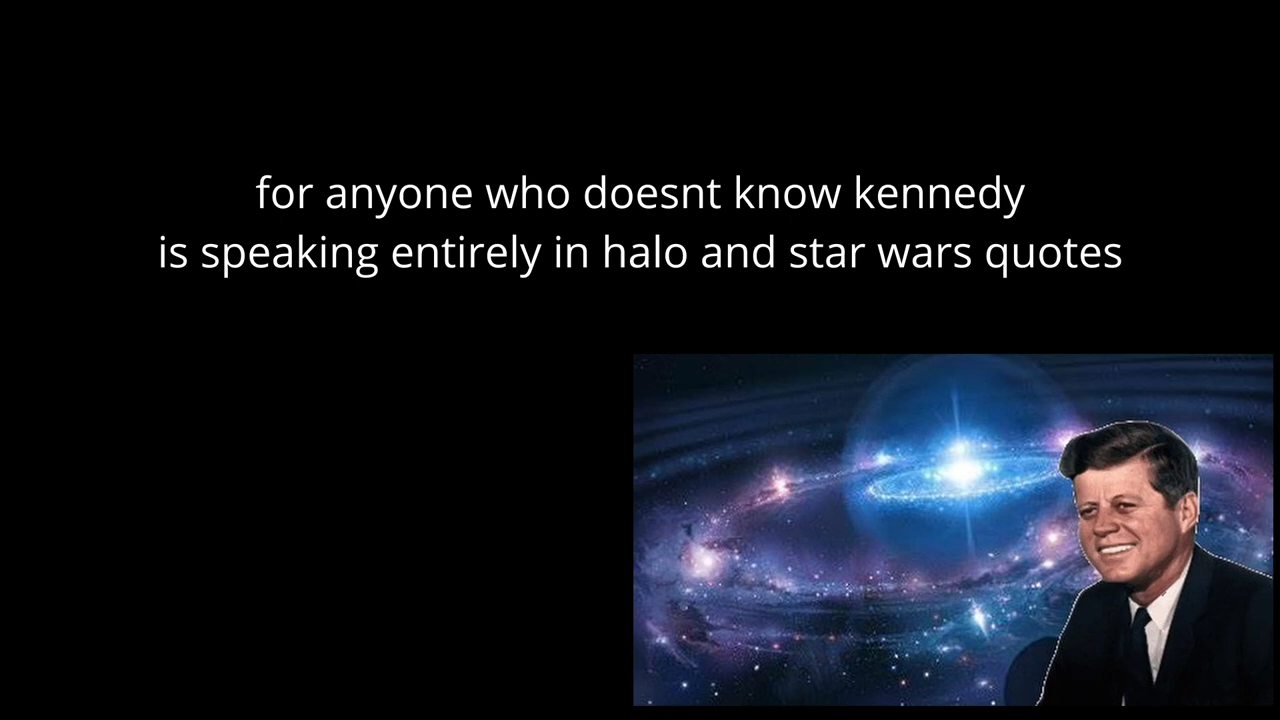 for anyone who doesnt know kennedy
is speaking entirely in halo and star wars quotes